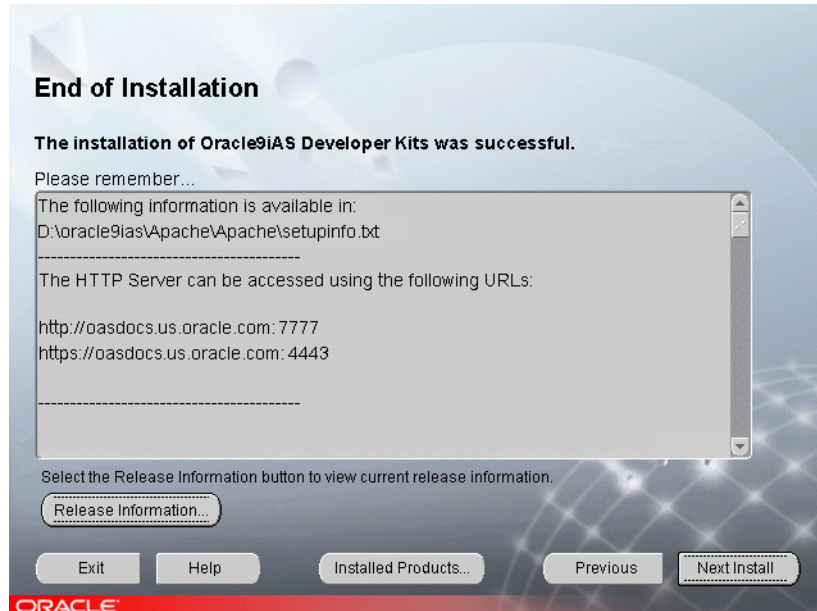 End of Installation
The installation of Oracle9iAS Developer Kits was successful.
Please remember...
The following information is available in:
D:\oracle9ias\Apache\Apache\setupinfo.txt
-----------------------------------------
The HTTP Server can be accessed using the following URLs:
http://oasdocs.us.oracle.com:7777
https://oasdocs.us.oracle.com:4443
-----------------------------------------
Select the Release Information button to view current release information.
Release Information...
Exit Help Installed Products... Previous Next Install
ORACLE